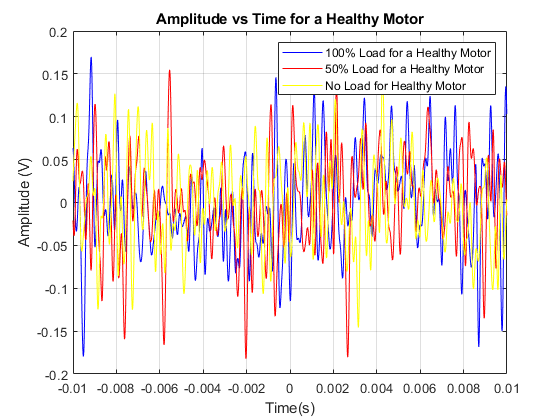 Amplitude vs Time for a Healthy Motor
100% Load for a Healthy Motor
50% Load for a Healthy Motor
No Load for Healthy Motor
Amplitude (V)
0.2
0.15
0.1
0.05
0
-0.05
-0.1
-0.15
-0.2
-0.01 -0.008 -0.006 -0.004 -0.002 0 0.002 0.004 0.006 0.008 0.01
Time(s)